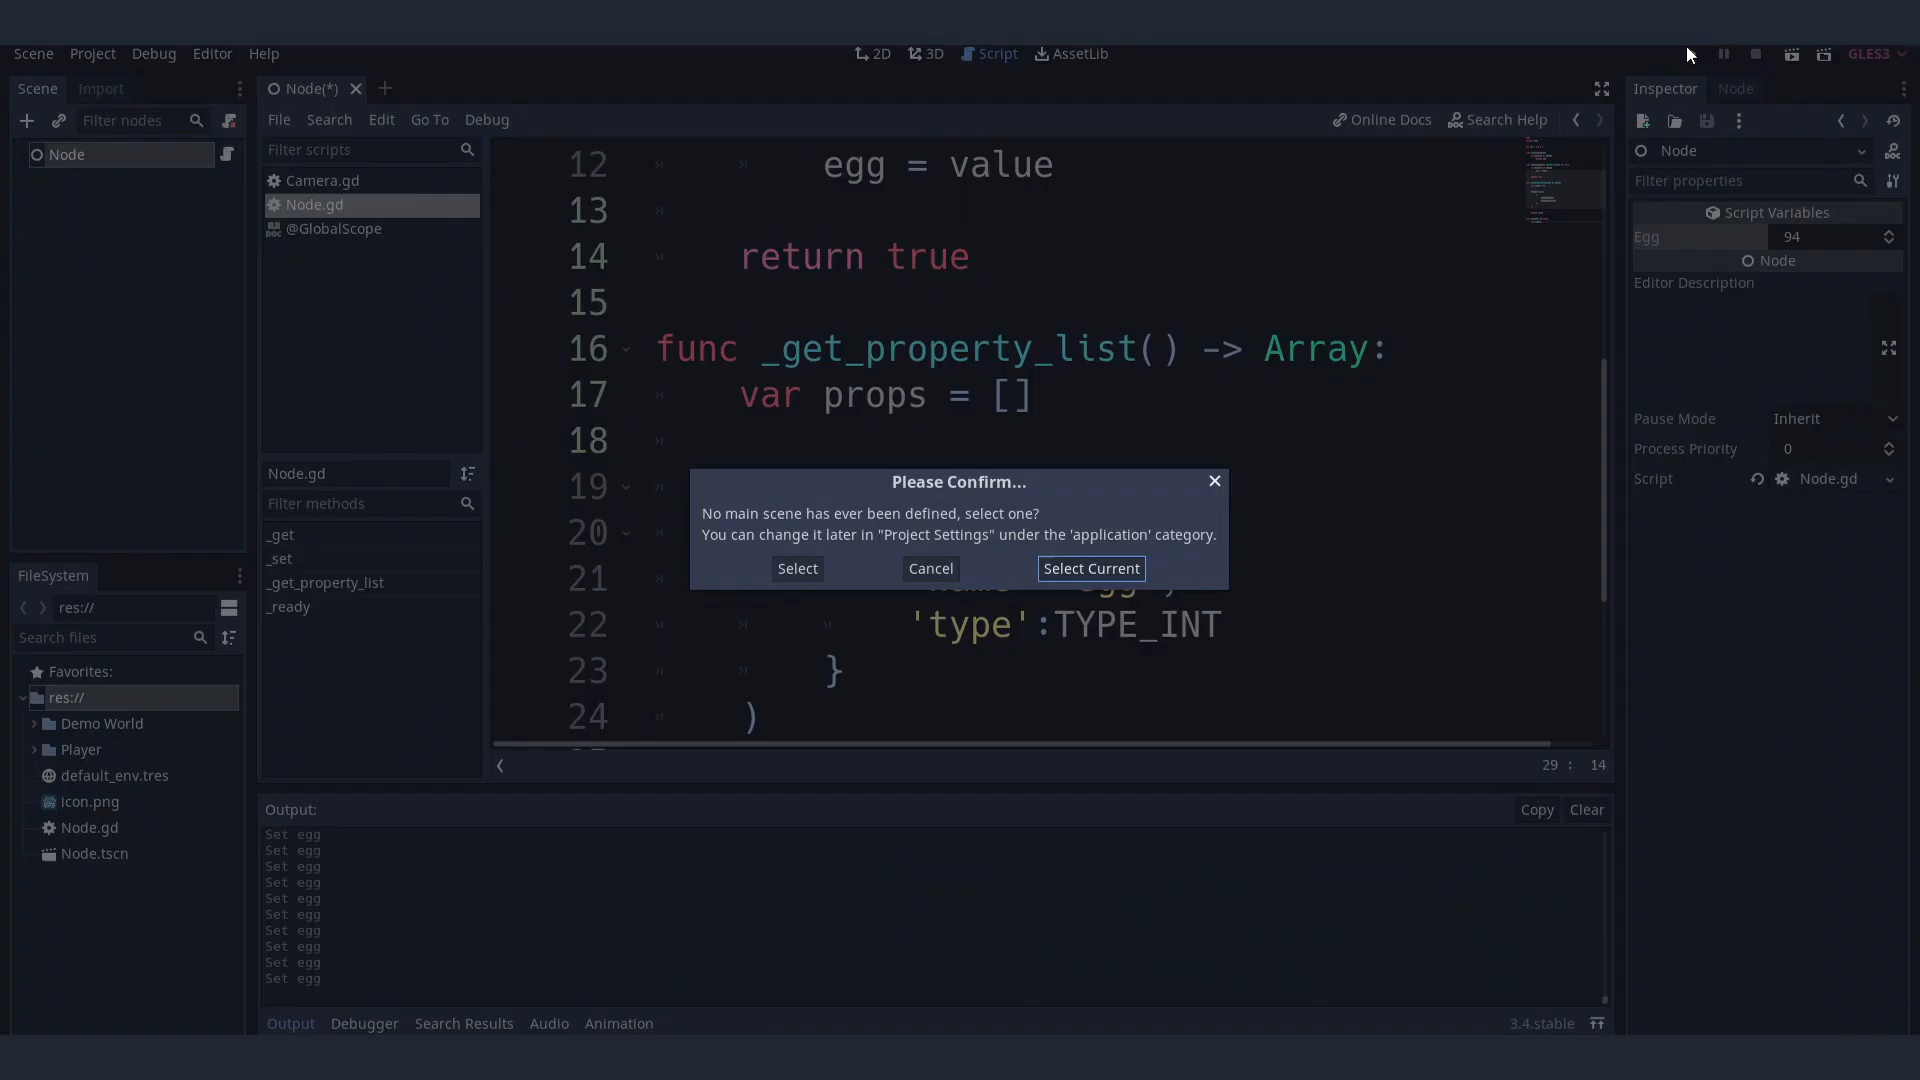 Scene Project Debug Editor Help
2D 3D Script AssetLib
GLES3
Scene Import
Filter nodes
Node
FileSystem
res://
Search files
Favorites:
res://
Demo World
Player
default_env.tres
icon.png
Node.gd
Node.tscn
Node(*)
File Search Edit Go To Debug
Online Docs Search Help
Filter scripts
Camera.gd
Node.gd
@GlobalScope
Node.gd
Filter methods
_get
_set
_get_property_list
_ready
12 egg = value
13
14 return true
15
16 func _get_property_list() -> Array:
17 var props = []
18
19
20
21
22 'type':TYPE_INT
23 }
24 )
29 : 14
Please Confirm...
No main scene has ever been defined, select one?
You can change it later in "Project Settings" under the 'application' category.
Select Cancel Select Current
Output:
Copy Clear
Set egg
Set egg
Set egg
Set egg
Set egg
Set egg
Set egg
Set egg
Set egg
Set egg
Output Debugger Search Results Audio Animation
3.4.stable
Inspector Node
Node
Filter properties
Script Variables
Egg 94
Node
Editor Description
Pause Mode Inherit
Process Priority 0
Script Node.gd